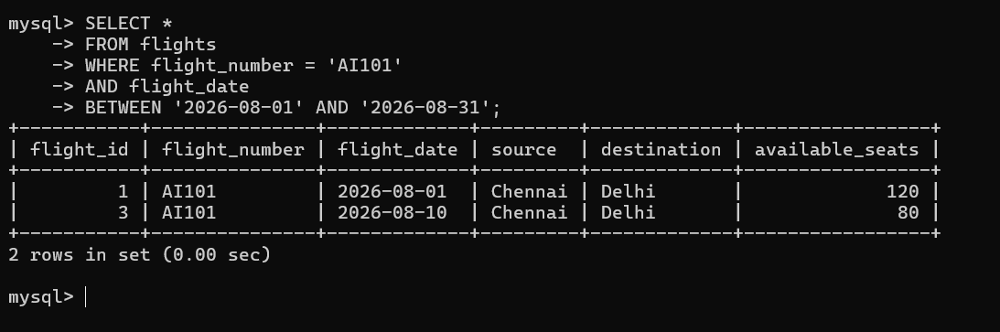 mysql> SELECT *
    -> FROM flights
    -> WHERE flight_number = 'AI101'
    -> AND flight_date
    -> BETWEEN '2026-08-01' AND '2026-08-31';
+-----------+---------------+-------------+---------+-------------+-----------------+
| flight_id | flight_number | flight_date | source  | destination | available_seats |
+-----------+---------------+-------------+---------+-------------+-----------------+
|         1 | AI101         | 2026-08-01  | Chennai | Delhi       |             120 |
|         3 | AI101         | 2026-08-10  | Chennai | Delhi       |              80 |
+-----------+---------------+-------------+---------+-------------+-----------------+
2 rows in set (0.00 sec)
mysql>